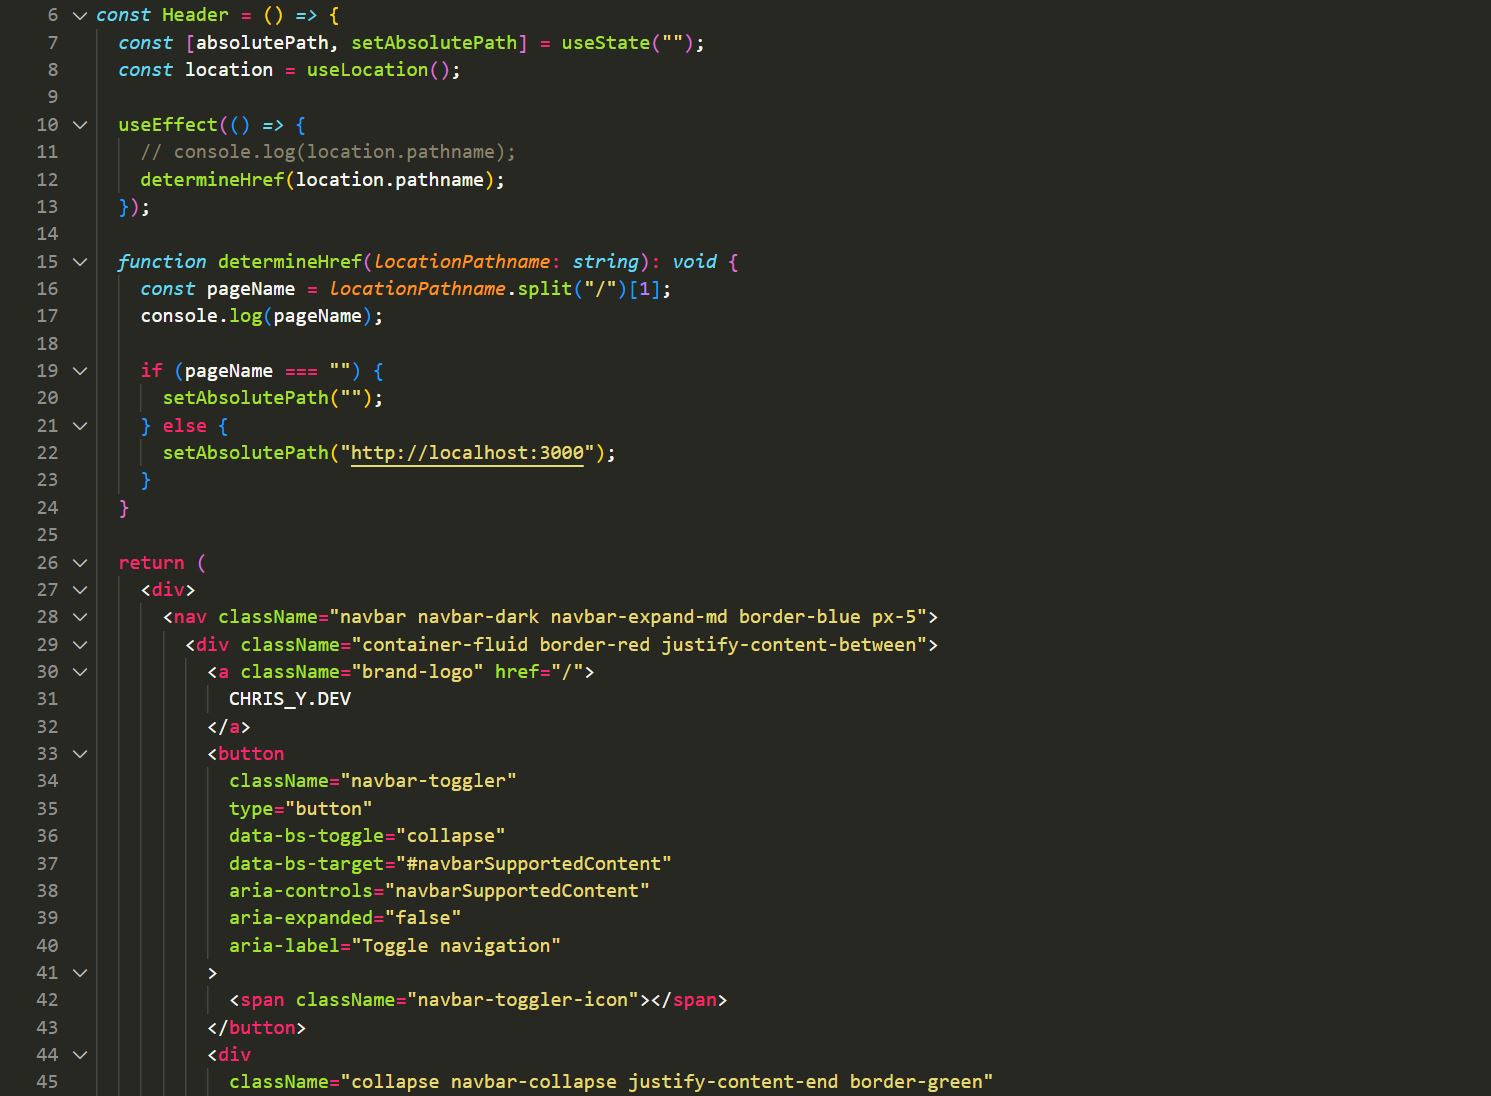 6 const Header = () => {
7 const [absolutePath, setAbsolutePath] = useState("");
8 const location = useLocation();
9
10 useEffect(() => {
11 // console.log(location.pathname);
12 determineHref(location.pathname);
13 });
14
15 function determineHref(locationPathname: string): void {
16 const pageName = locationPathname.split("/")[1];
17 console.log(pageName);
18
19 if (pageName === "") {
20 setAbsolutePath("");
21 } else {
22 setAbsolutePath("http://localhost:3000");
23 }
24 }
25
26 return (
27 <div>
28 <nav className="navbar navbar-dark navbar-expand-md border-blue px-5">
29 <div className="container-fluid border-red justify-content-between">
30 <a className="brand-logo" href="/">
31 CHRIS_Y.DEV
32 </a>
33 <button
34 className="navbar-toggler"
35 type="button"
36 data-bs-toggle="collapse"
37 data-bs-target="#navbarSupportedContent"
38 aria-controls="navbarSupportedContent"
39 aria-expanded="false"
40 aria-label="Toggle navigation"
41 >
42 <span className="navbar-toggler-icon"></span>
43 </button>
44 <div
45 className="collapse navbar-collapse justify-content-end border-green"